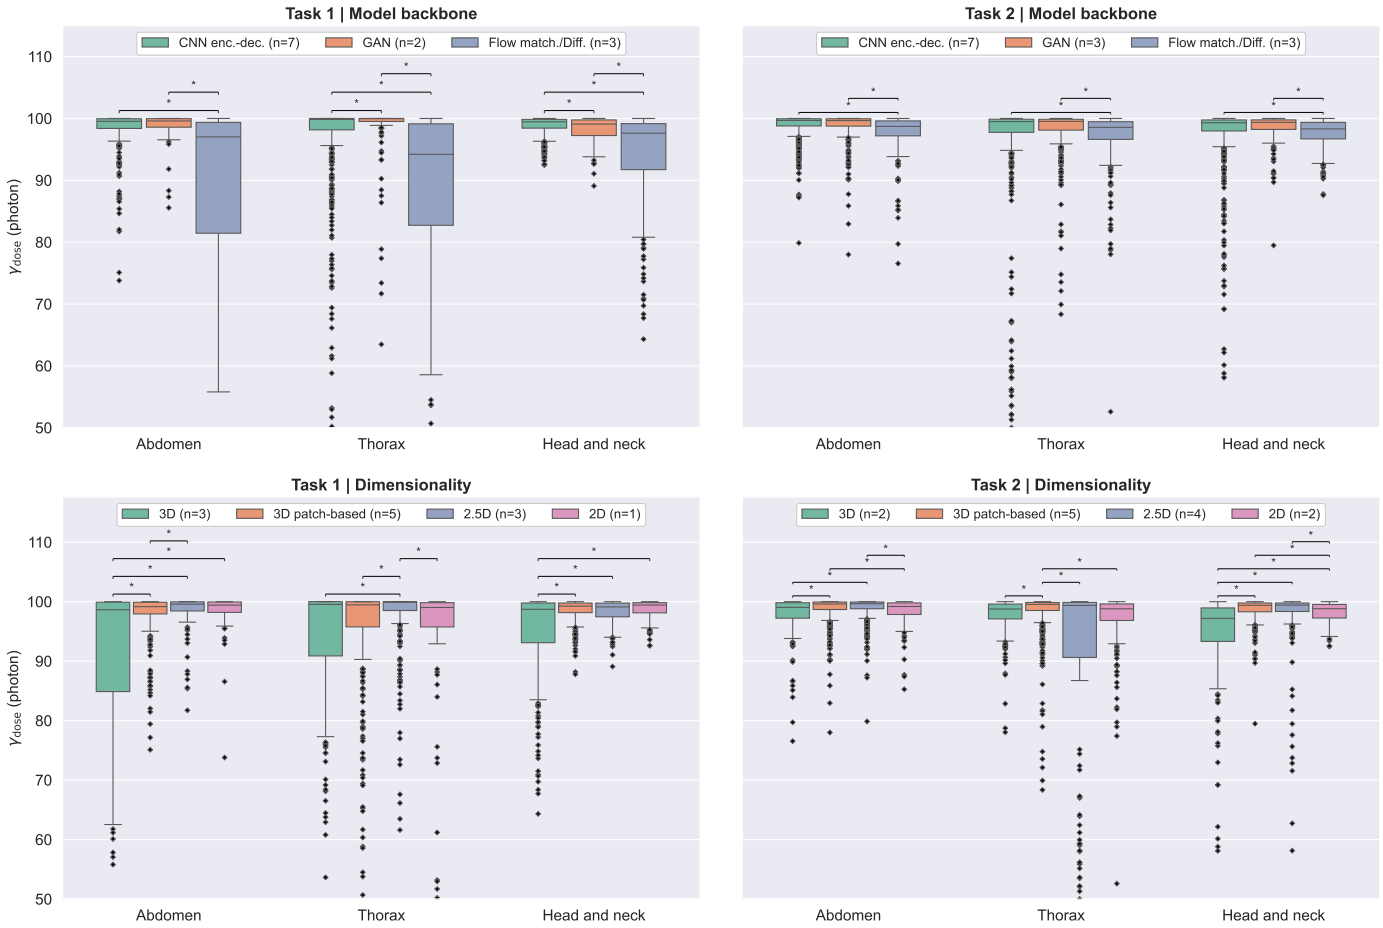 Task 1 | Model backbone
CNN enc.-dec. (n=7) GAN (n=2) Flow match./Diff. (n=3)
γdose (photon)
110
100
90
80
70
60
50
* * * * * * * * *
Abdomen Thorax Head and neck
Task 2 | Model backbone
CNN enc.-dec. (n=7) GAN (n=3) Flow match./Diff. (n=3)
* * * * * *
Abdomen Thorax Head and neck
Task 1 | Dimensionality
3D (n=3) 3D patch-based (n=5) 2.5D (n=3) 2D (n=1)
γdose (photon)
110
100
90
80
70
60
50
* * * * * * * * * *
Abdomen Thorax Head and neck
Task 2 | Dimensionality
3D (n=2) 3D patch-based (n=5) 2.5D (n=4) 2D (n=2)
* * * * * * * * * * * *
Abdomen Thorax Head and neck